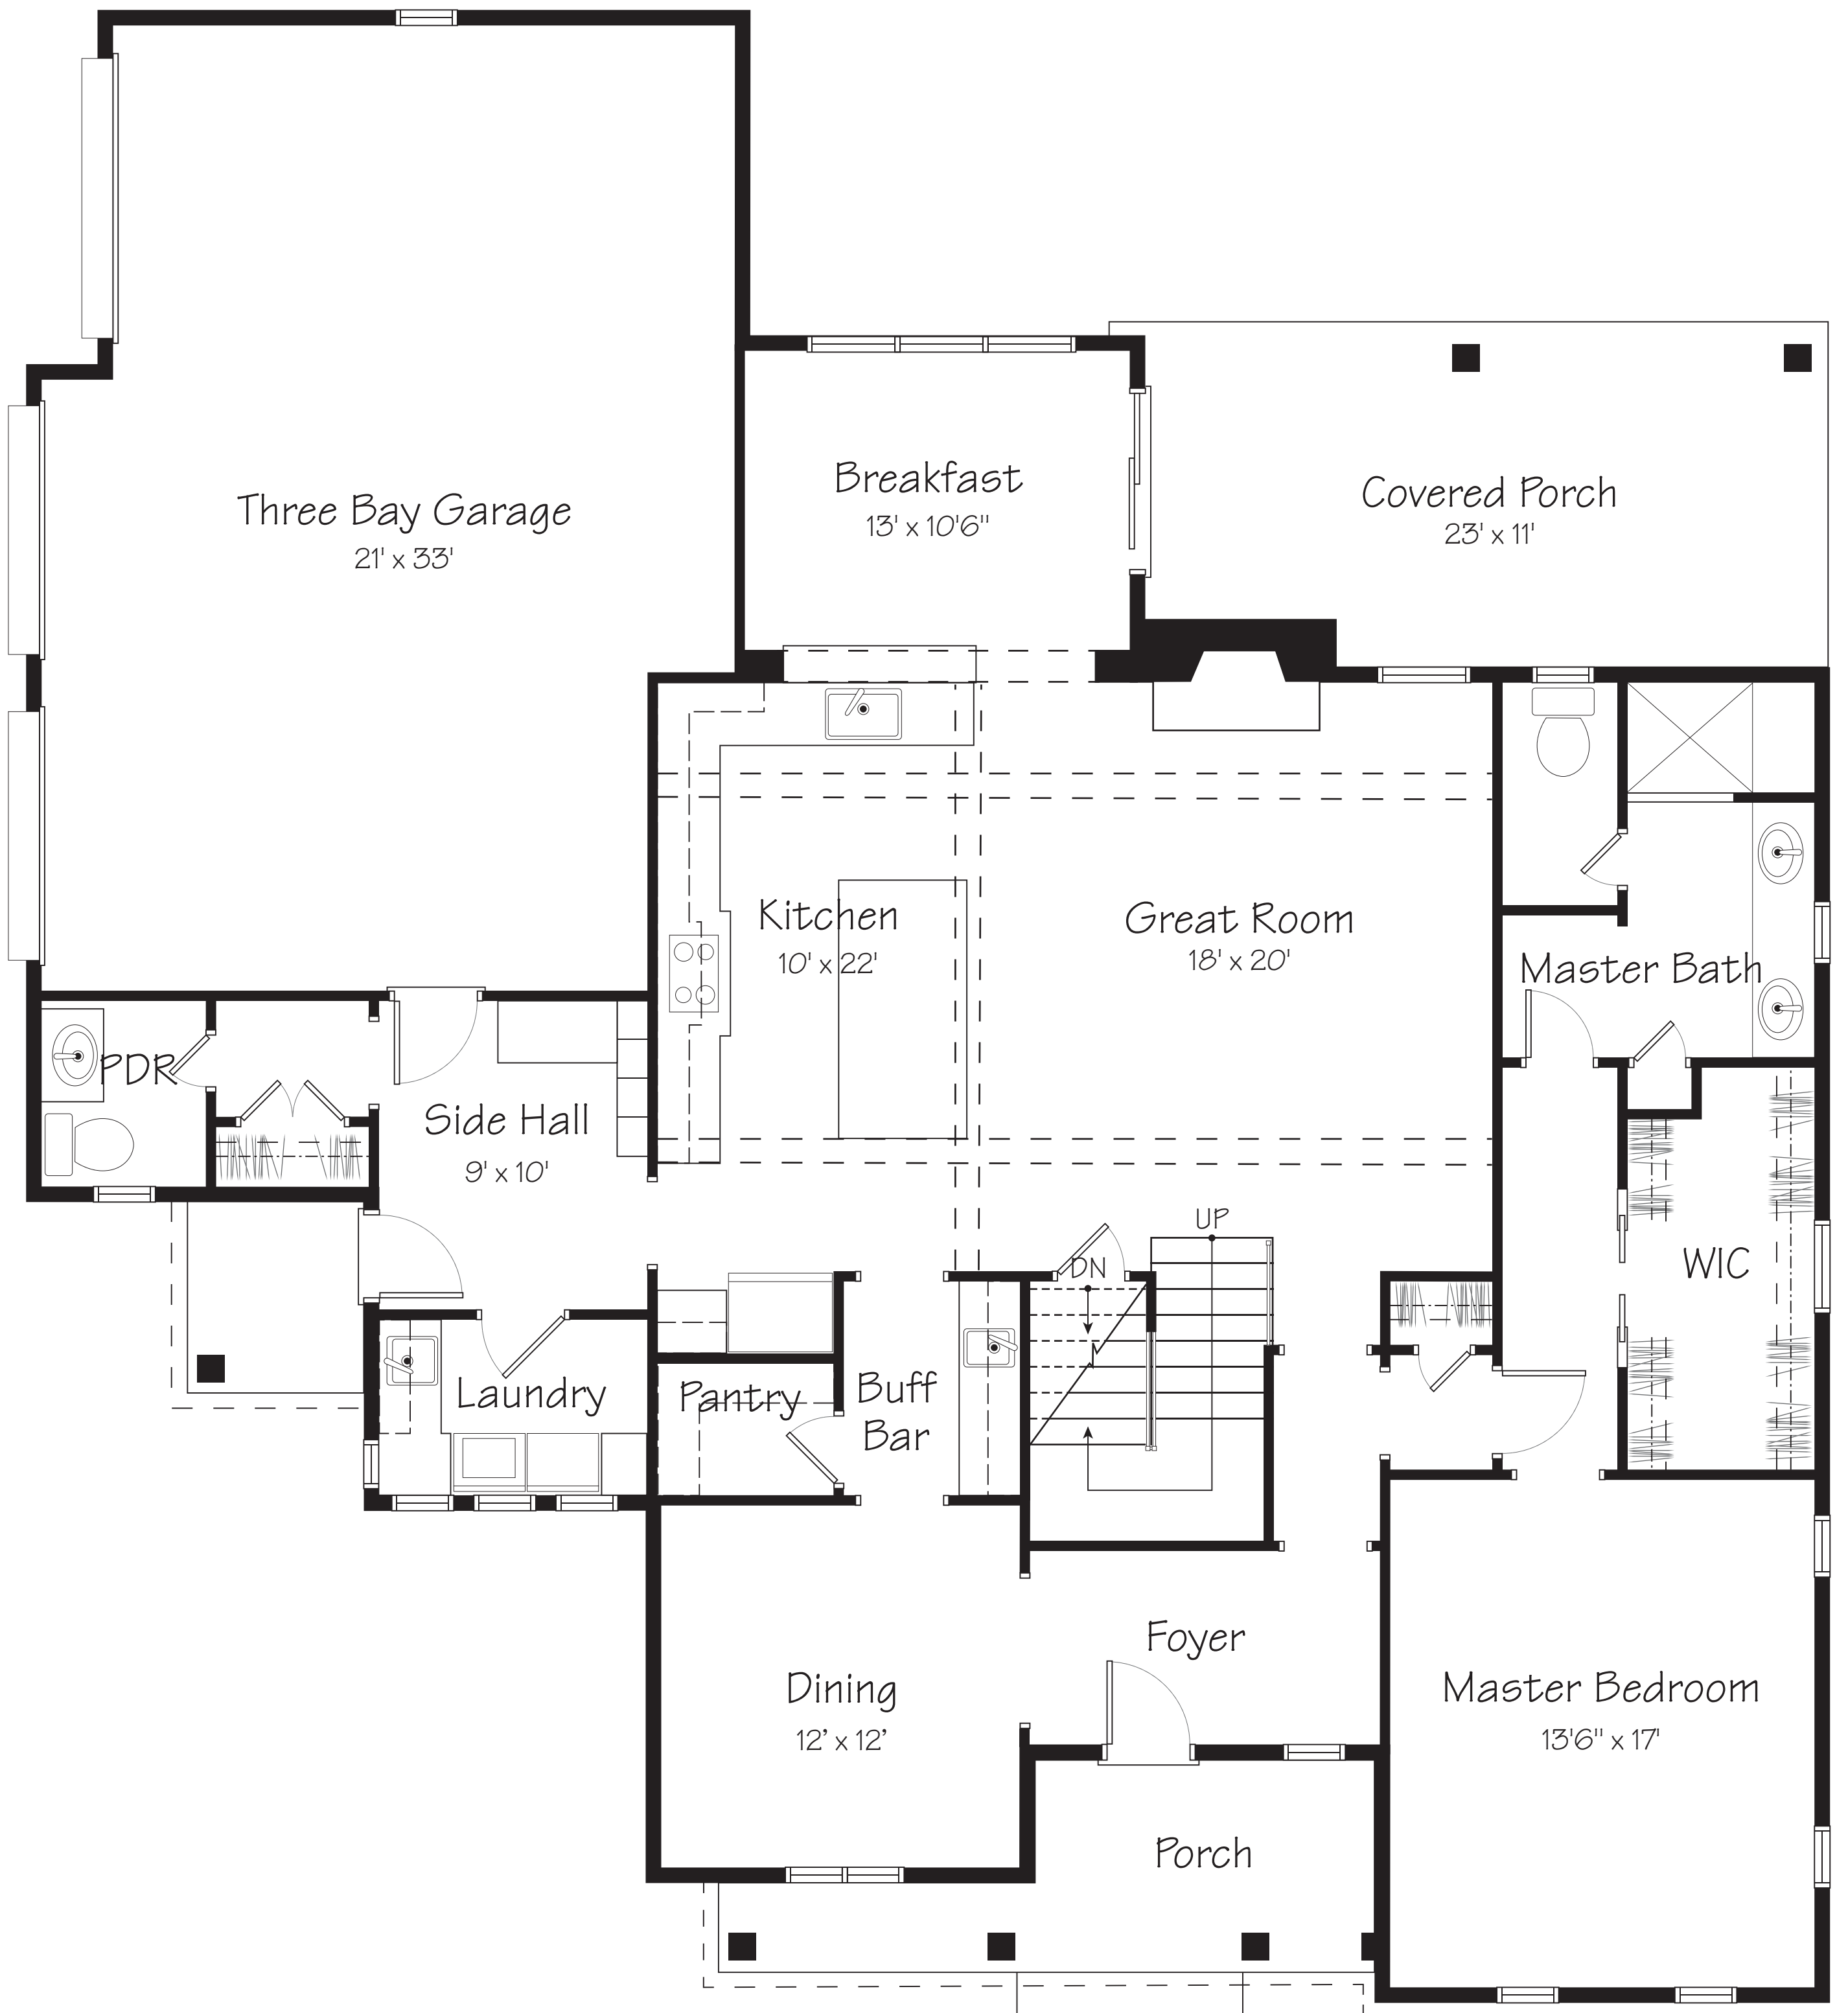 Three Bay Garage
21' x 33'
Breakfast
13' x 10'6"
Covered Porch
23' x 11'
Kitchen
10' x 22'
Great Room
18' x 20'
Master Bath
PDR
Side Hall
9' x 10'
UP
DN
WIC
Laundry
Pantry
Buff
Bar
Foyer
Dining
12’ x 12’
Master Bedroom
13'6" x 17'
Porch